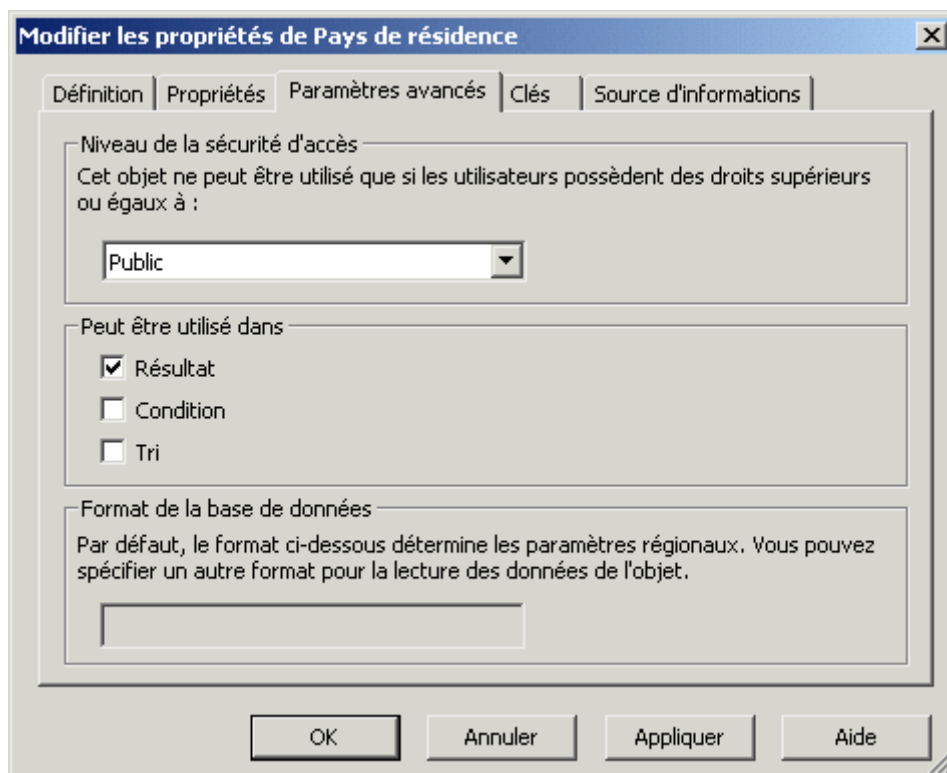 Modifier les propriétés de Pays de résidence
Définition Propriétés Paramètres avancés Clés Source d'informations
Niveau de la sécurité d'accès
Cet objet ne peut être utilisé que si les utilisateurs possèdent des droits supérieurs
ou égaux à :
Public
Peut être utilisé dans
Résultat
Condition
Tri
Format de la base de données
Par défaut, le format ci-dessous détermine les paramètres régionaux. Vous pouvez
spécifier un autre format pour la lecture des données de l'objet.
OK Annuler Appliquer Aide